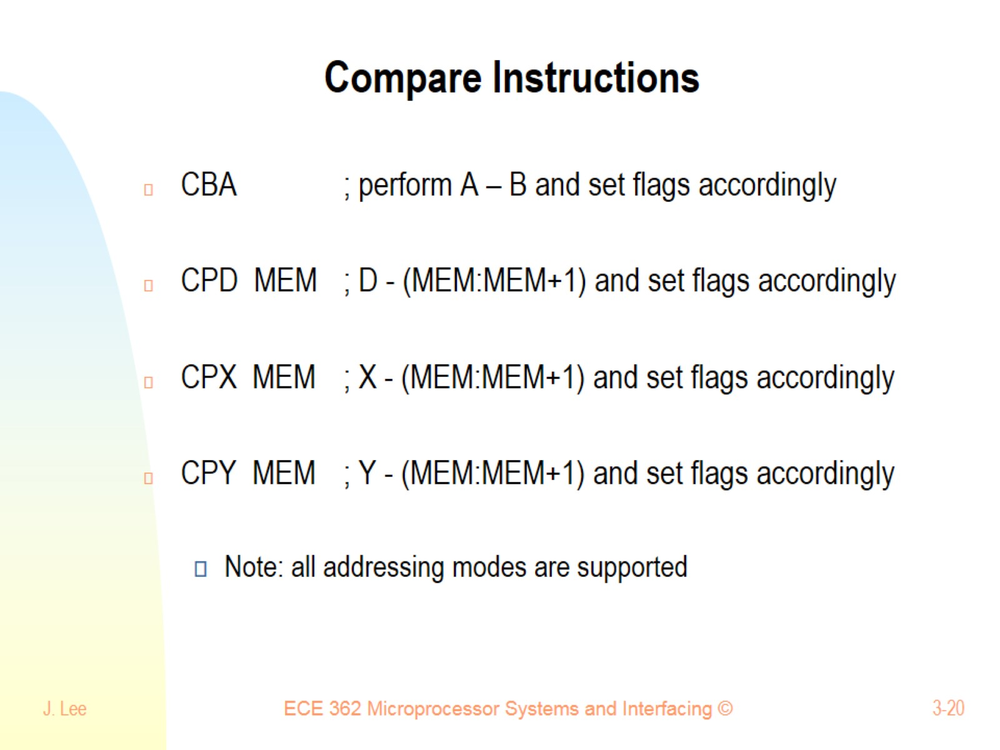 Compare Instructions
CBA ; perform A – B and set flags accordingly
CPD MEM ; D - (MEM:MEM+1) and set flags accordingly
CPX MEM ; X - (MEM:MEM+1) and set flags accordingly
CPY MEM ; Y - (MEM:MEM+1) and set flags accordingly
Note: all addressing modes are supported
J. Lee ECE 362 Microprocessor Systems and Interfacing © 3-20